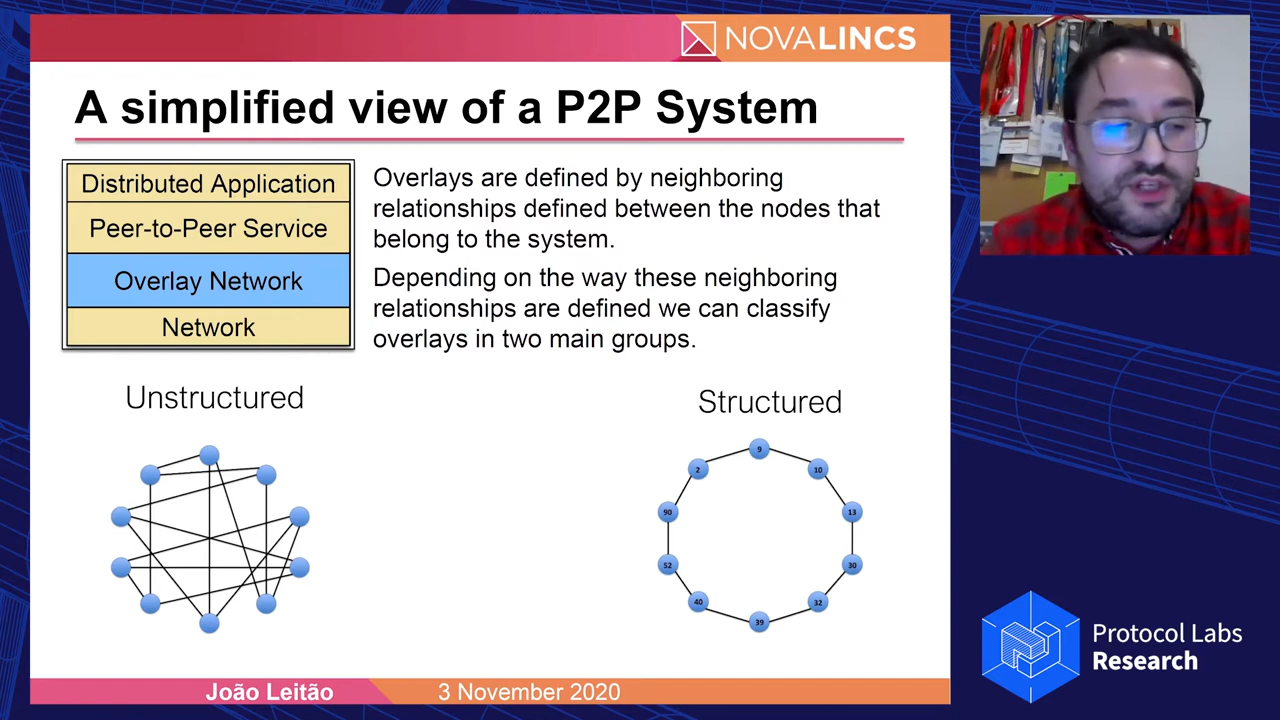 NOVALINCS
A simplified view of a P2P System
Distributed Application
Peer-to-Peer Service
Overlay Network
Network
Overlays are defined by neighboring
relationships defined between the nodes that
belong to the system.
Depending on the way these neighboring
relationships are defined we can classify
overlays in two main groups.
Unstructured
Structured
9
2
10
90
13
52
30
40
32
39
João Leitão
3 November 2020
Protocol Labs
Research